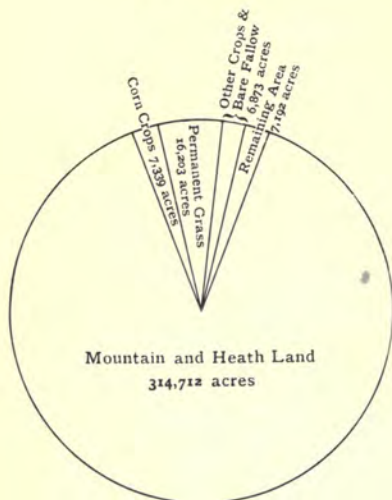 Corn Crops 7,339 acres
Permanent Grass
16,203 acres
Other Crops &
Bare Fallow
6,873 acres
Remaining Area
7,192 acres
Mountain and Heath Land
314,712 acres